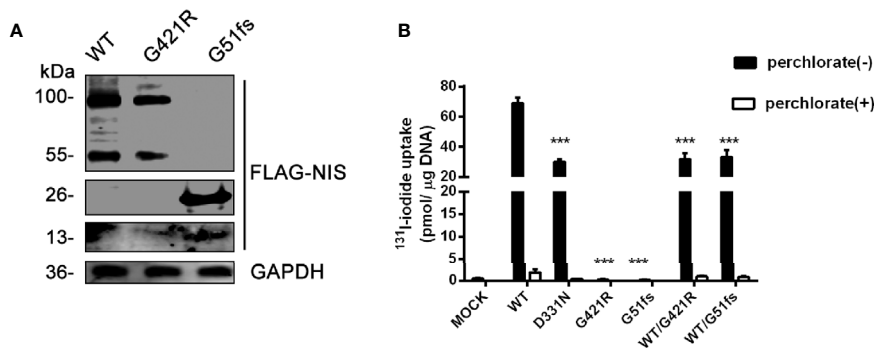 A
WT
G421R
G51fs
kDa
100-
55-
26-
13-
36-
FLAG-NIS
GAPDH
B
perchlorate(-)
perchlorate(+)
131I-iodide uptake
(pmol/ μg DNA)
80
60
40
20
20
15
10
5
0
***
***
***
***
***
MOCK
WT
D331N
G421R
G51fs
WT/G421R
WT/G51fs